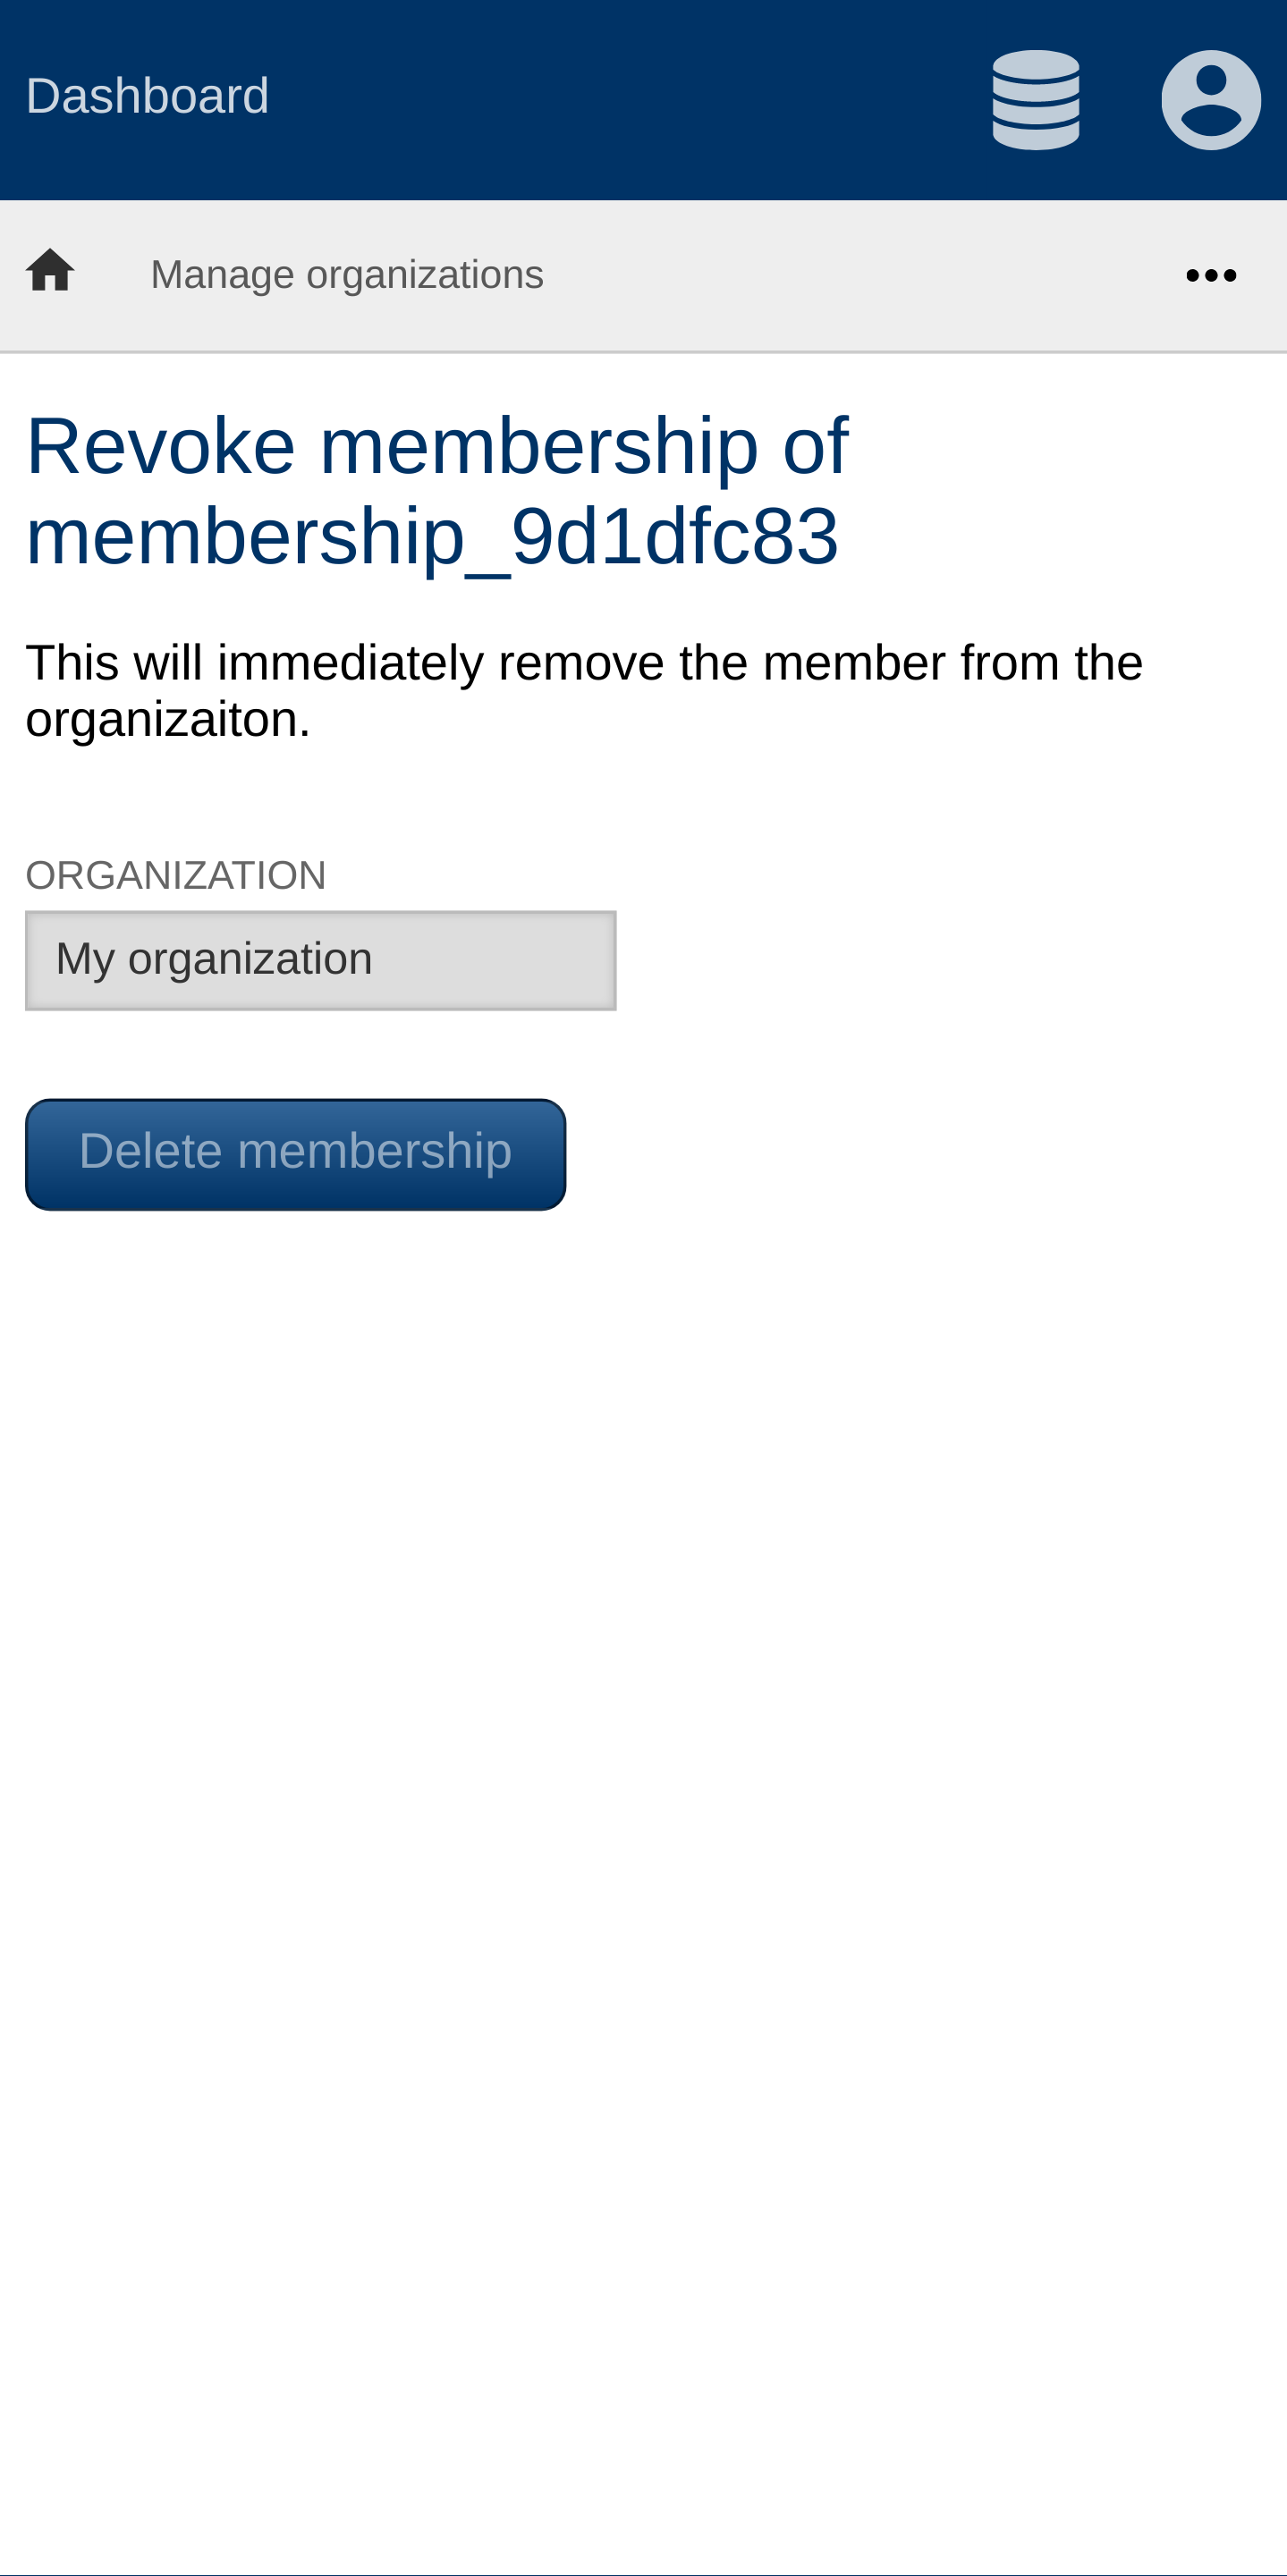 Dashboard
Manage organizations
Revoke membership of
membership_9d1dfc83
This will immediately remove the member from the
organizaiton.
ORGANIZATION
My organization
Delete membership